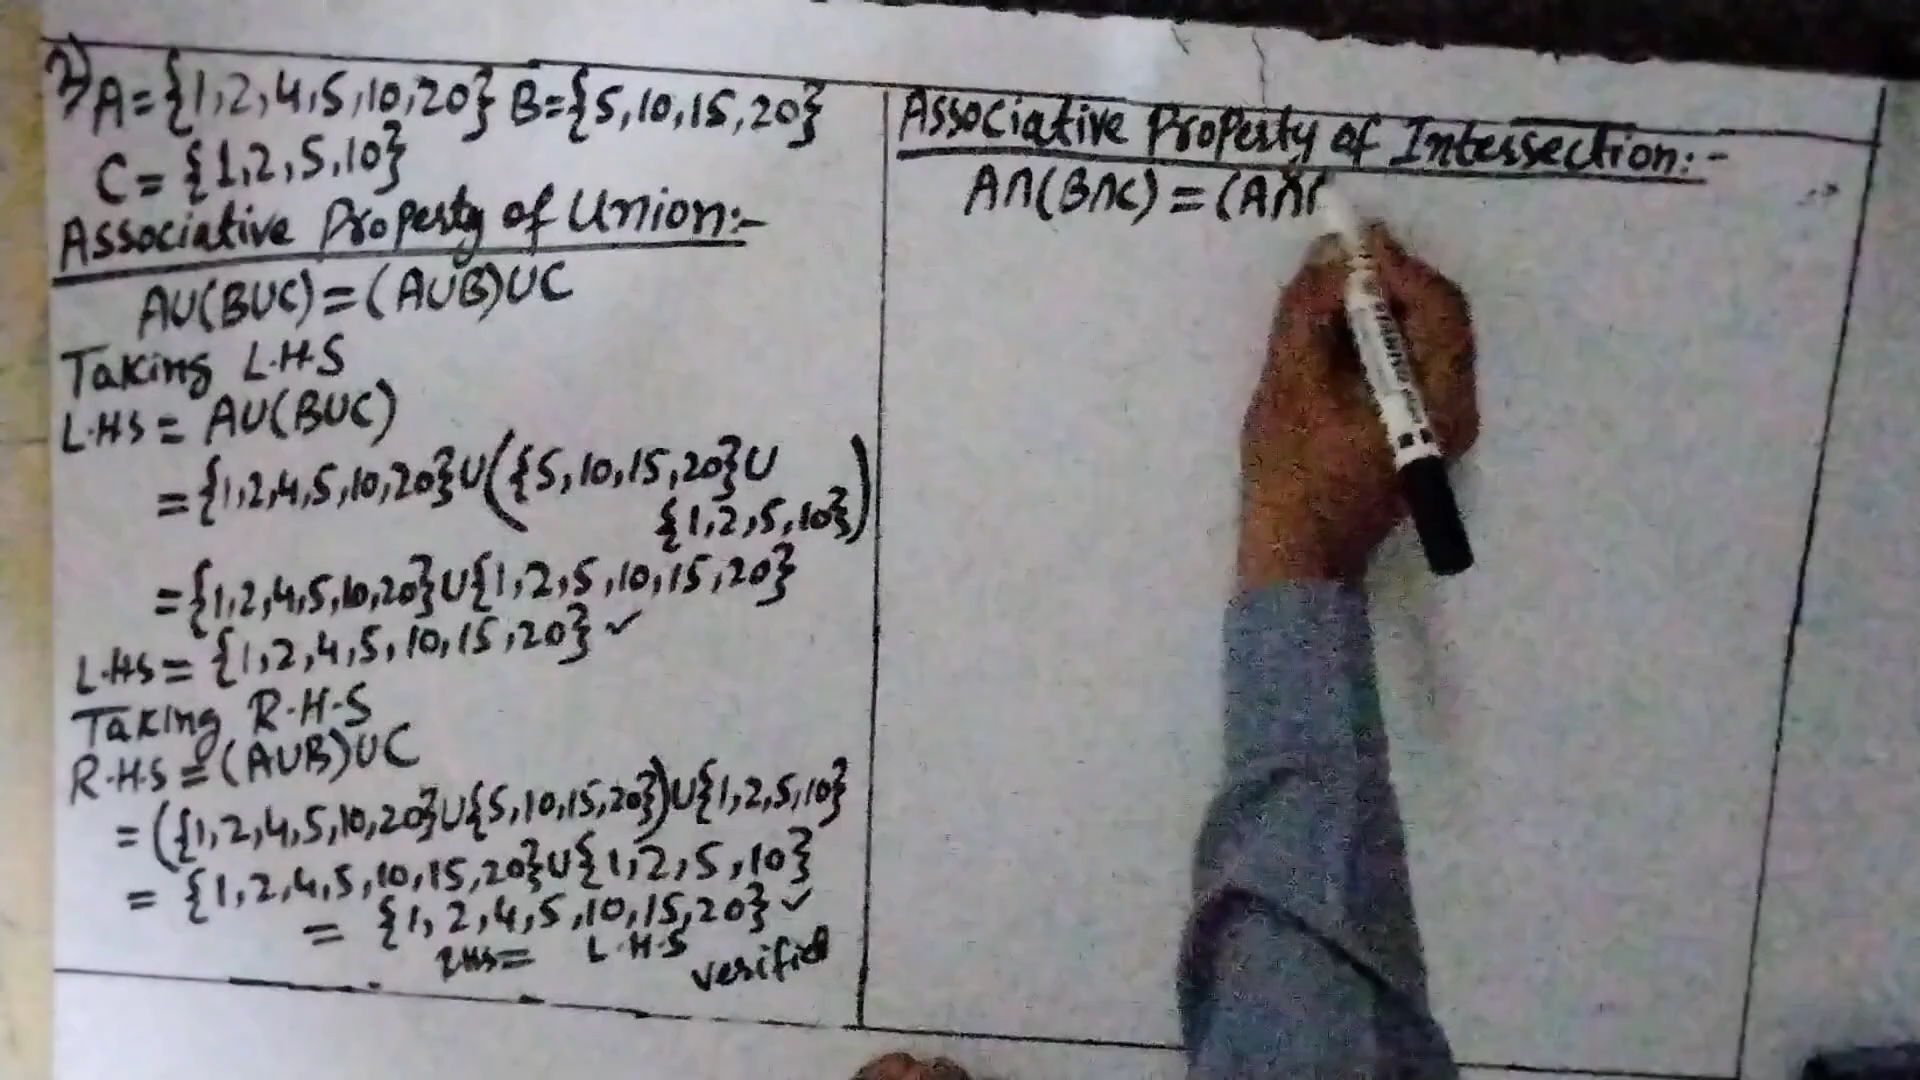 2) A={1,2,4,5,10,20} B={5,10,15,20}
C={1,2,5,10}
Associative Property of Union:-
AU(BUC)=(AUB)UC
Taking L.H.S
L.H.S = AU(BUC)
={1,2,4,5,10,20}U({5,10,15,20}U
{1,2,5,10})
={1,2,4,5,10,20}U{1,2,5,10,15,20}
L.H.S={1,2,4,5,10,15,20}✓
Taking R.H.S
R.H.S=(AUB)UC
=({1,2,4,5,10,20}U{5,10,15,20})U{1,2,5,10}
={1,2,4,5,10,15,20}U{1,2,5,10}
={1,2,4,5,10,15,20}✓
= L.H.S
verified
Associative Property of Intersection:-
A∩(B∩C)=(A∩